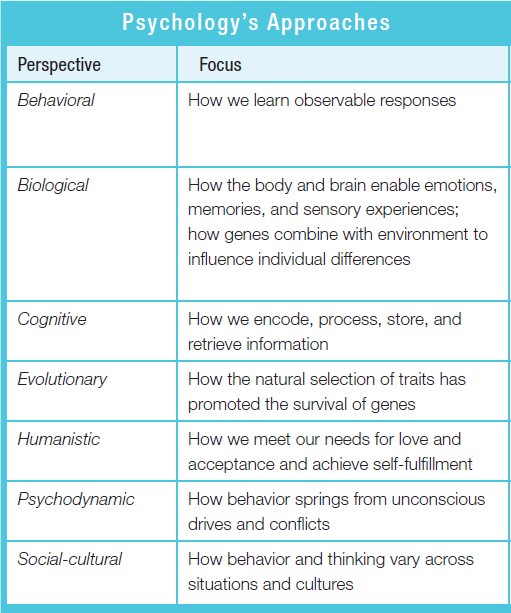 Psychology's Approaches
Perspective Focus
Behavioral How we learn observable responses
Biological How the body and brain enable emotions,
memories, and sensory experiences;
how genes combine with environment to
influence individual differences
Cognitive How we encode, process, store, and
retrieve information
Evolutionary How the natural selection of traits has
promoted the survival of genes
Humanistic How we meet our needs for love and
acceptance and achieve self-fulfillment
Psychodynamic How behavior springs from unconscious
drives and conflicts
Social-cultural How behavior and thinking vary across
situations and cultures